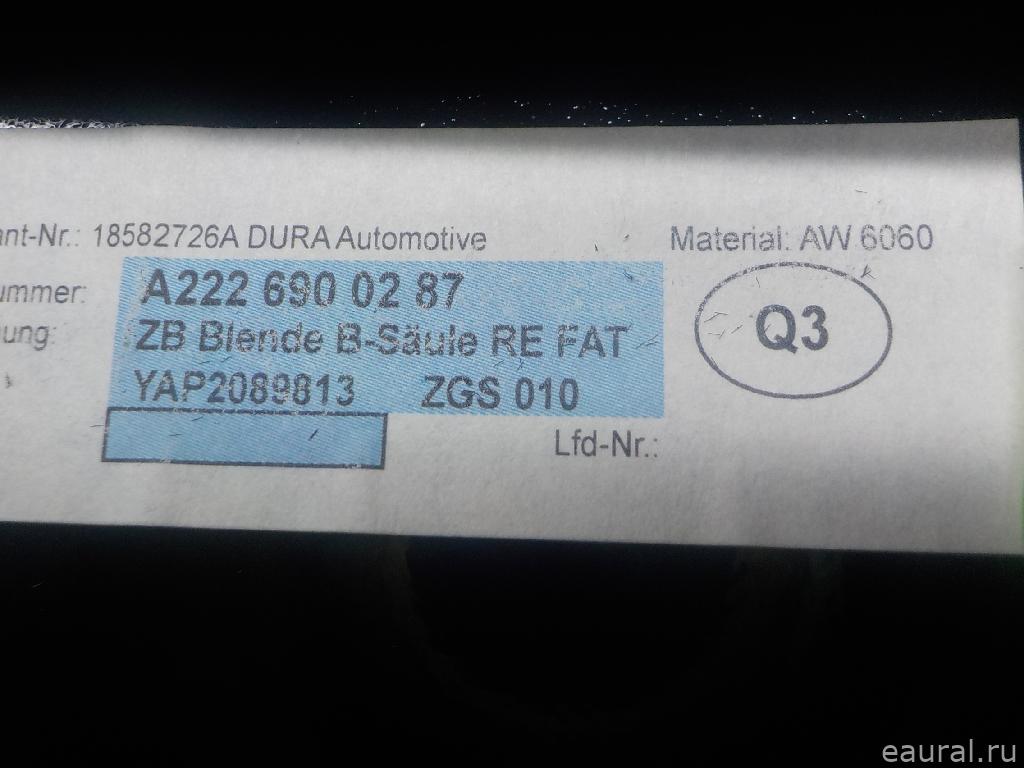 ant-Nr.: 18582726A DURA Automotive
Material: AW 6060
ummer: A222 690 02 87
ung: ZB Blende B-Säule RE FAT
Q3
YAP2089813 ZGS 010
Lfd-Nr.:
eaural.ru